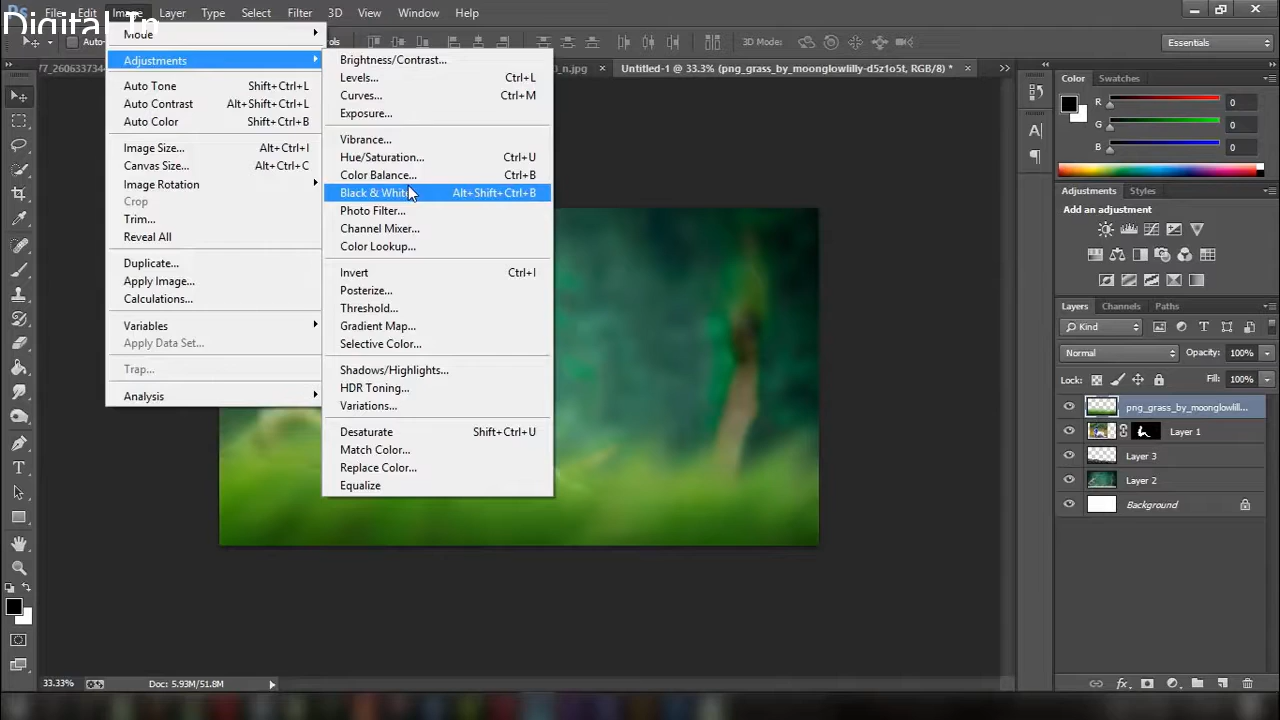 Ps File Edit Image Layer Type Select Filter 3D View Window Help
Digital In
Auto- 3D Mode: Essentials
77_2606337344 0_n.jpg × Untitled-1 @ 33.3% (png_grass_by_moonglowlilly-d5z1o5t, RGB/8) * ×
Mode
Adjustments
Auto Tone Shift+Ctrl+L
Auto Contrast Alt+Shift+Ctrl+L
Auto Color Shift+Ctrl+B
Image Size... Alt+Ctrl+I
Canvas Size... Alt+Ctrl+C
Image Rotation
Crop
Trim...
Reveal All
Duplicate...
Apply Image...
Calculations...
Variables
Apply Data Set...
Trap...
Analysis
Brightness/Contrast...
Levels... Ctrl+L
Curves... Ctrl+M
Exposure...
Vibrance...
Hue/Saturation... Ctrl+U
Color Balance... Ctrl+B
Black & White Alt+Shift+Ctrl+B
Photo Filter...
Channel Mixer...
Color Lookup...
Invert Ctrl+I
Posterize...
Threshold...
Gradient Map...
Selective Color...
Shadows/Highlights...
HDR Toning...
Variations...
Desaturate Shift+Ctrl+U
Match Color...
Replace Color...
Equalize
Color Swatches
R 0
G 0
B 0
Adjustments Styles
Add an adjustment
Layers Channels Paths
Kind
Normal Opacity: 100%
Lock: Fill: 100%
png_grass_by_moonglowlill...
Layer 1
Layer 3
Layer 2
Background
33.33% Doc: 5.93M/51.8M